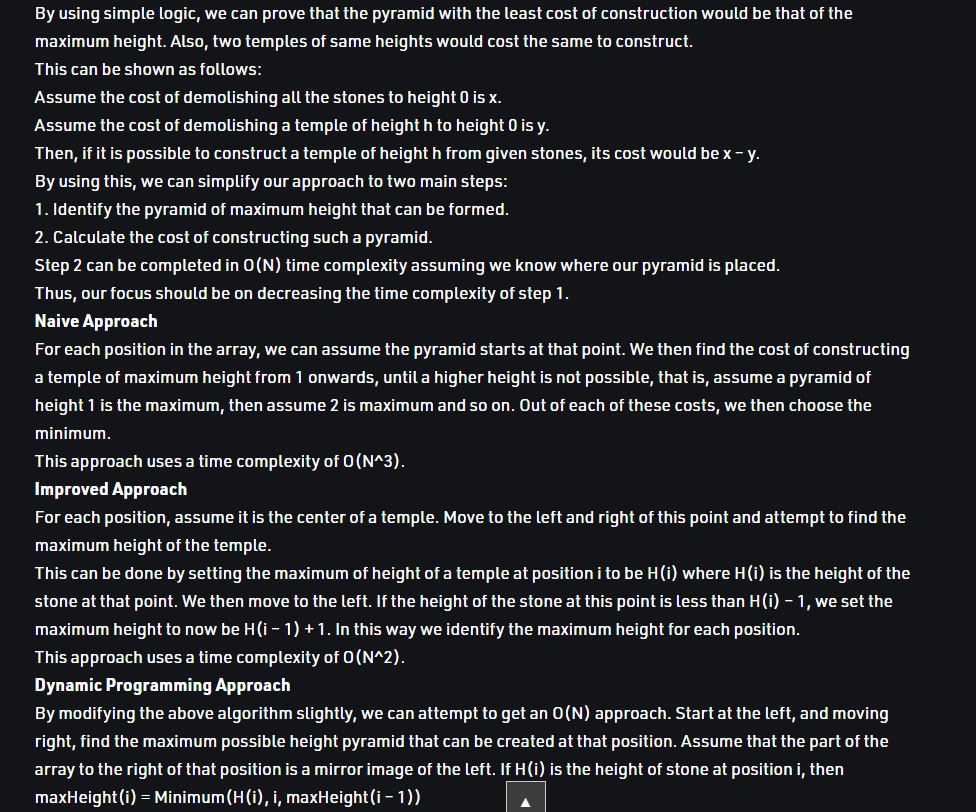 By using simple logic, we can prove that the pyramid with the least cost of construction would be that of the
maximum height. Also, two temples of same heights would cost the same to construct.
This can be shown as follows:
Assume the cost of demolishing all the stones to height 0 is x.
Assume the cost of demolishing a temple of height h to height 0 is y.
Then, if it is possible to construct a temple of height h from given stones, its cost would be x – y.
By using this, we can simplify our approach to two main steps:
1. Identify the pyramid of maximum height that can be formed.
2. Calculate the cost of constructing such a pyramid.
Step 2 can be completed in O(N) time complexity assuming we know where our pyramid is placed.
Thus, our focus should be on decreasing the time complexity of step 1.
Naive Approach
For each position in the array, we can assume the pyramid starts at that point. We then find the cost of constructing
a temple of maximum height from 1 onwards, until a higher height is not possible, that is, assume a pyramid of
height 1 is the maximum, then assume 2 is maximum and so on. Out of each of these costs, we then choose the
minimum.
This approach uses a time complexity of O(N^3).
Improved Approach
For each position, assume it is the center of a temple. Move to the left and right of this point and attempt to find the
maximum height of the temple.
This can be done by setting the maximum of height of a temple at position i to be H(i) where H(i) is the height of the
stone at that point. We then move to the left. If the height of the stone at this point is less than H(i) – 1, we set the
maximum height to now be H(i – 1) + 1. In this way we identify the maximum height for each position.
This approach uses a time complexity of O(N^2).
Dynamic Programming Approach
By modifying the above algorithm slightly, we can attempt to get an O(N) approach. Start at the left, and moving
right, find the maximum possible height pyramid that can be created at that position. Assume that the part of the
array to the right of that position is a mirror image of the left. If H(i) is the height of stone at position i, then
maxHeight(i) = Minimum(H(i), i, maxHeight(i – 1))